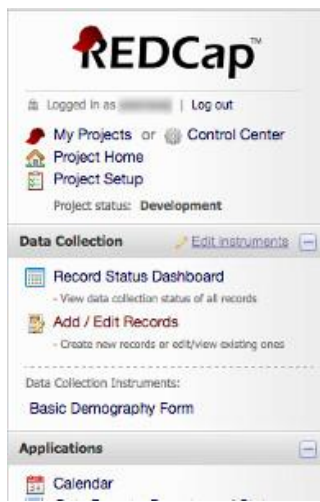 REDCap™
Logged in as | Log out
My Projects or Control Center
Project Home
Project Setup
Project status: Development
Data Collection Edit instruments
Record Status Dashboard
- View data collection status of all records
Add / Edit Records
- Create new records or edit/view existing ones
Data Collection Instruments:
Basic Demography Form
Applications
Calendar